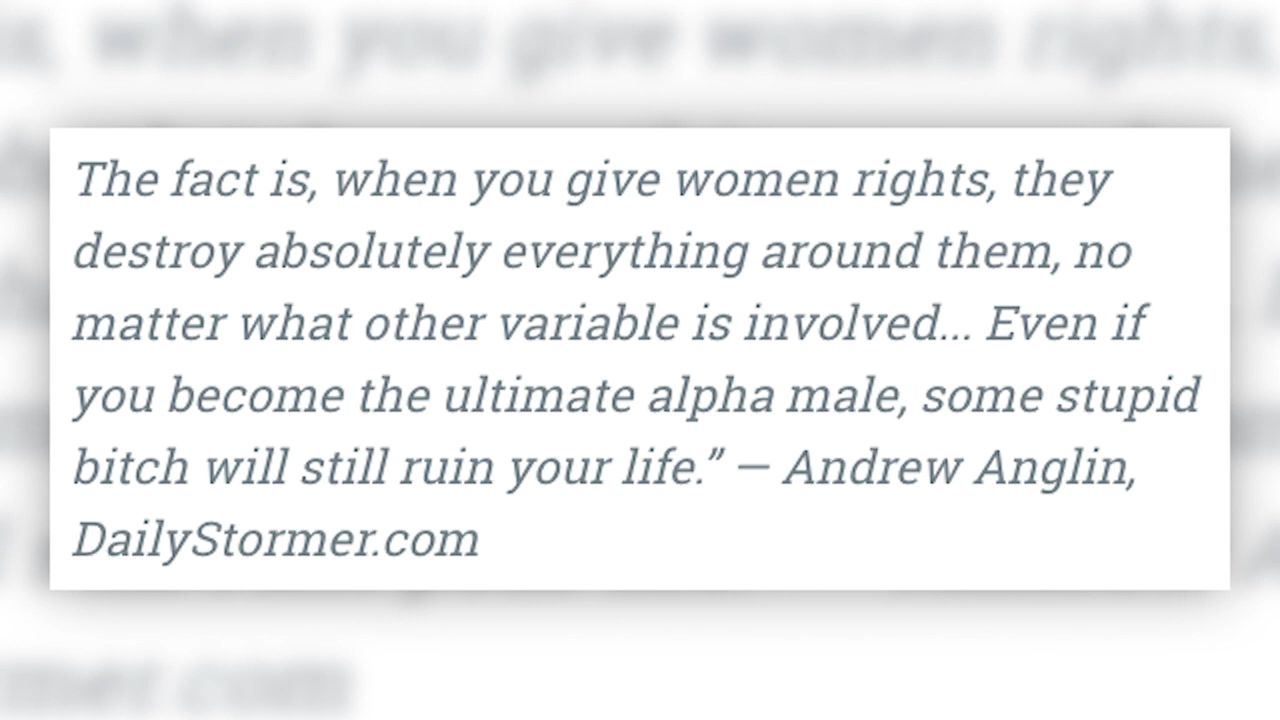 The fact is, when you give women rights, they
destroy absolutely everything around them, no
matter what other variable is involved... Even if
you become the ultimate alpha male, some stupid
bitch will still ruin your life.” — Andrew Anglin,
DailyStormer.com